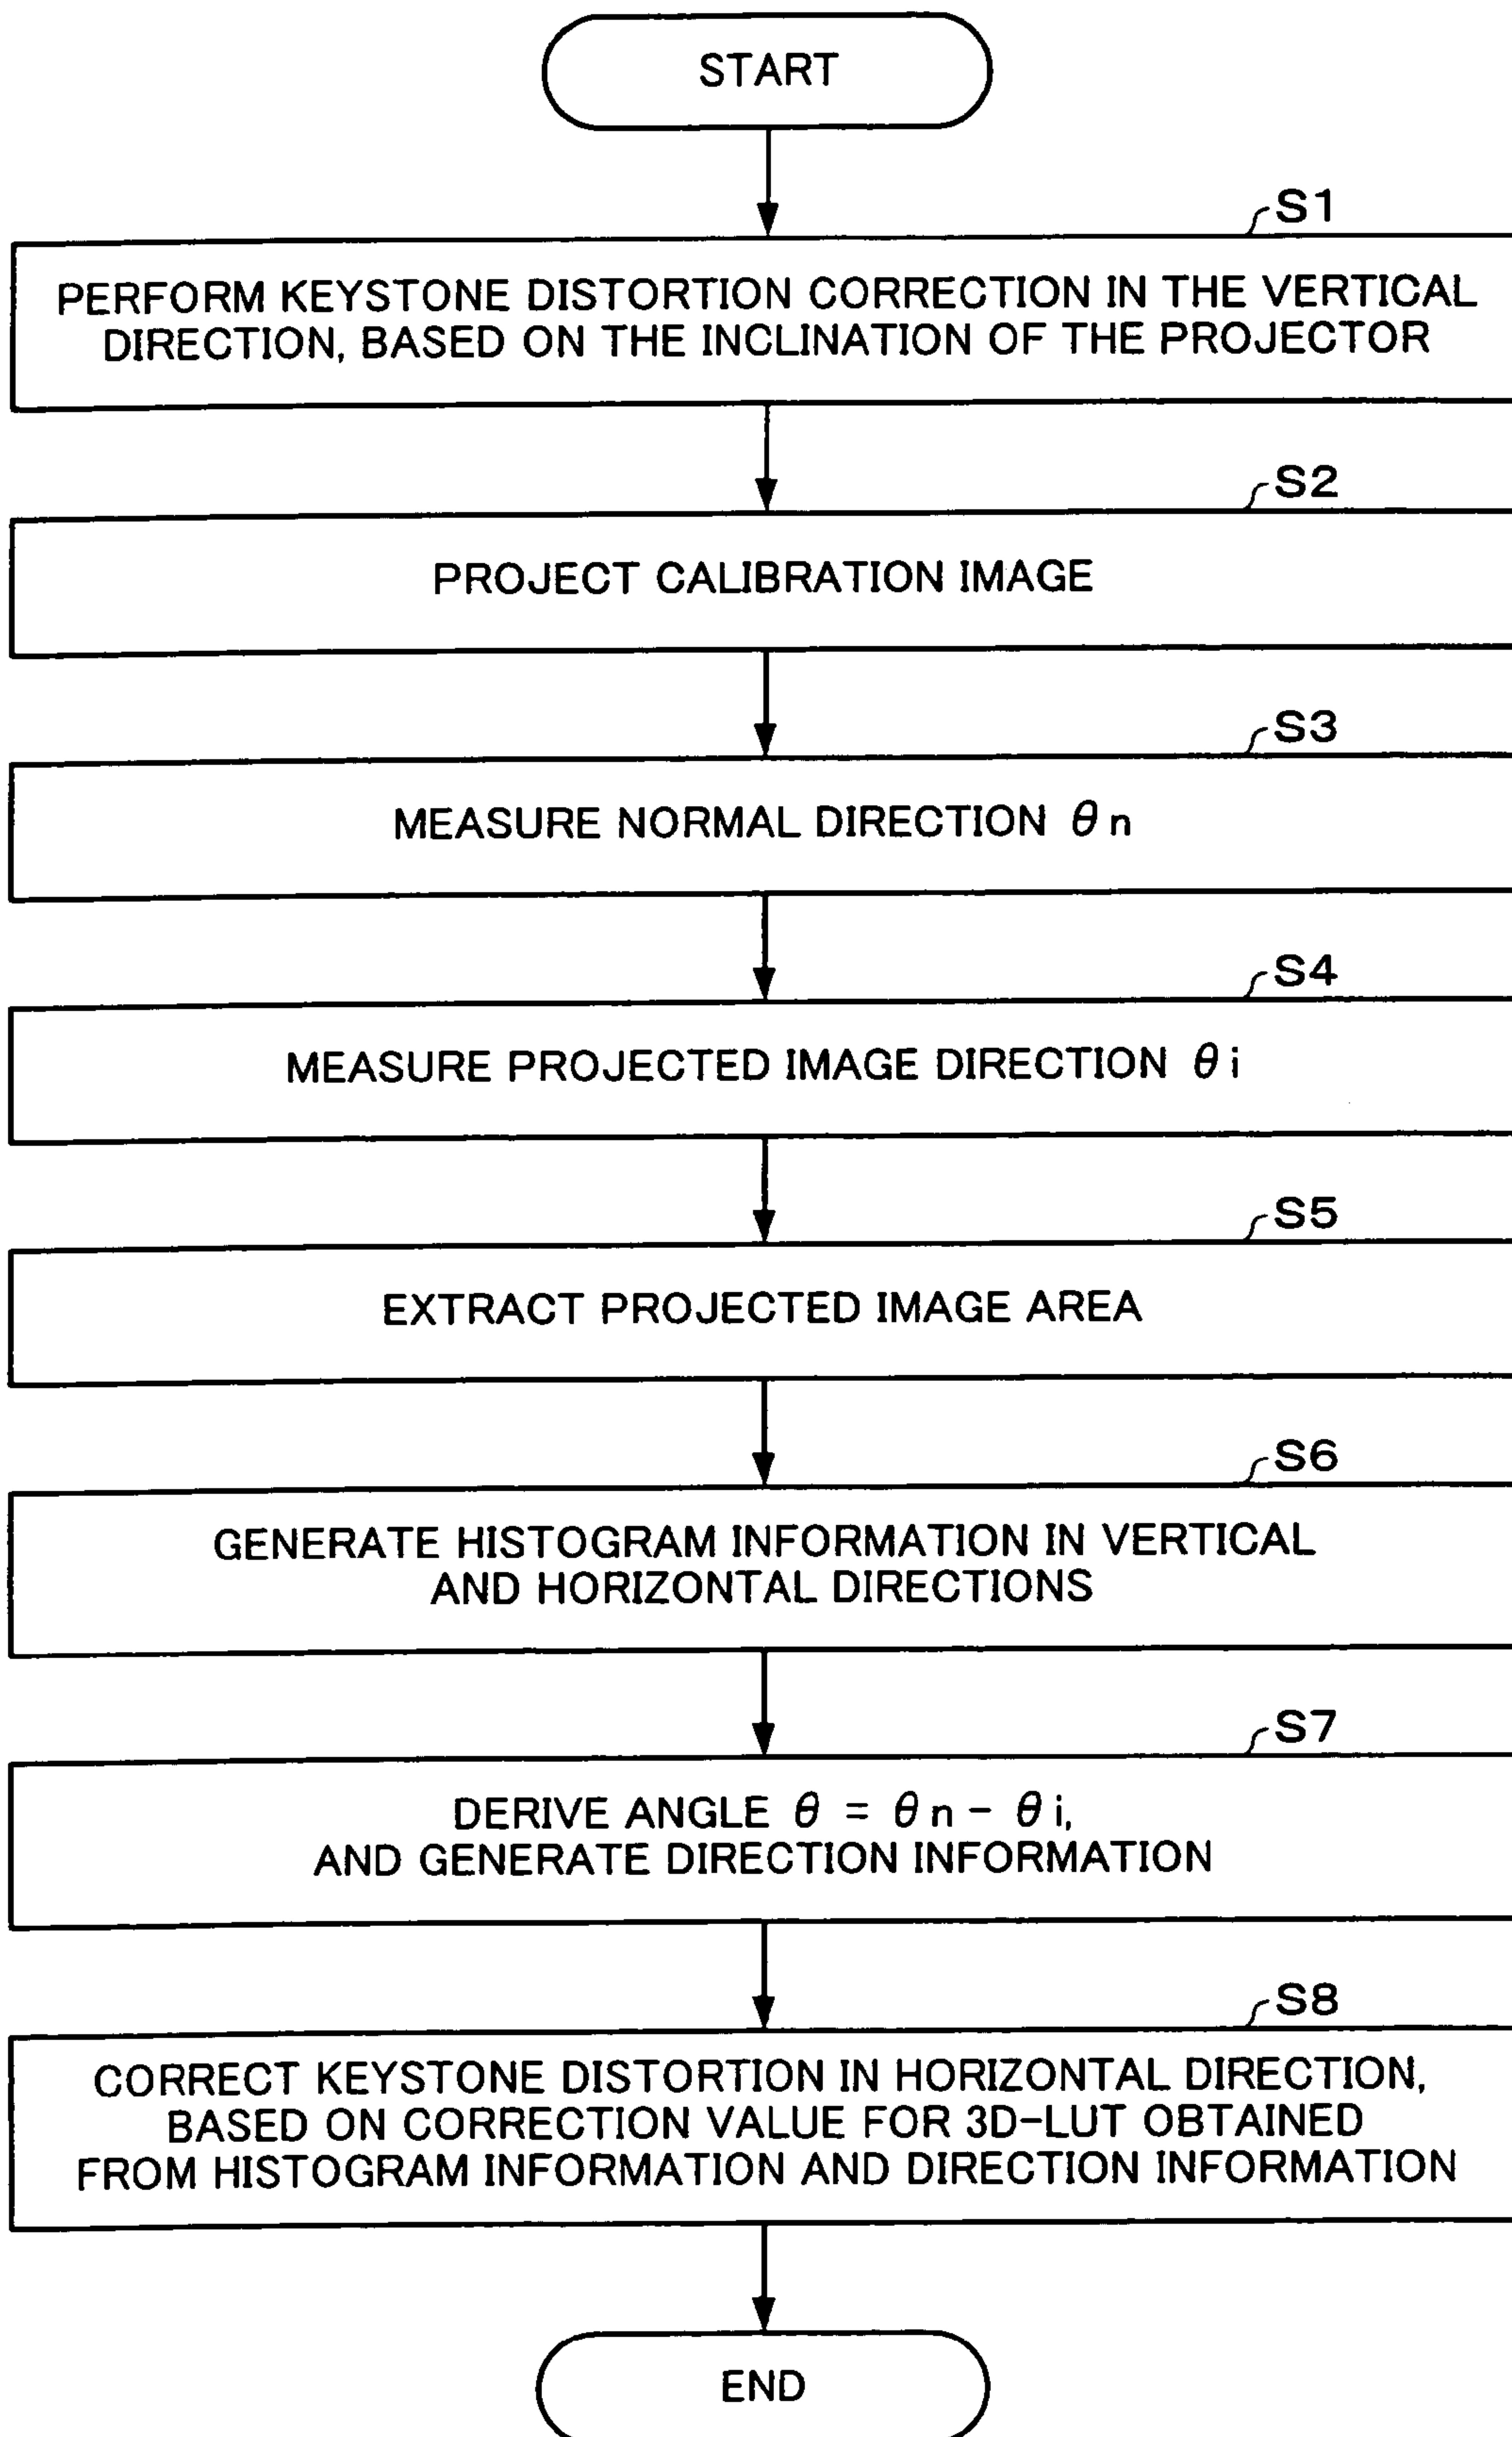 START
S1
PERFORM KEYSTONE DISTORTION CORRECTION IN THE VERTICAL
DIRECTION, BASED ON THE INCLINATION OF THE PROJECTOR
S2
PROJECT CALIBRATION IMAGE
S3
MEASURE NORMAL DIRECTION θn
S4
MEASURE PROJECTED IMAGE DIRECTION θi
S5
EXTRACT PROJECTED IMAGE AREA
S6
GENERATE HISTOGRAM INFORMATION IN VERTICAL
AND HORIZONTAL DIRECTIONS
S7
DERIVE ANGLE θ = θn - θi,
AND GENERATE DIRECTION INFORMATION
S8
CORRECT KEYSTONE DISTORTION IN HORIZONTAL DIRECTION,
BASED ON CORRECTION VALUE FOR 3D-LUT OBTAINED
FROM HISTOGRAM INFORMATION AND DIRECTION INFORMATION
END